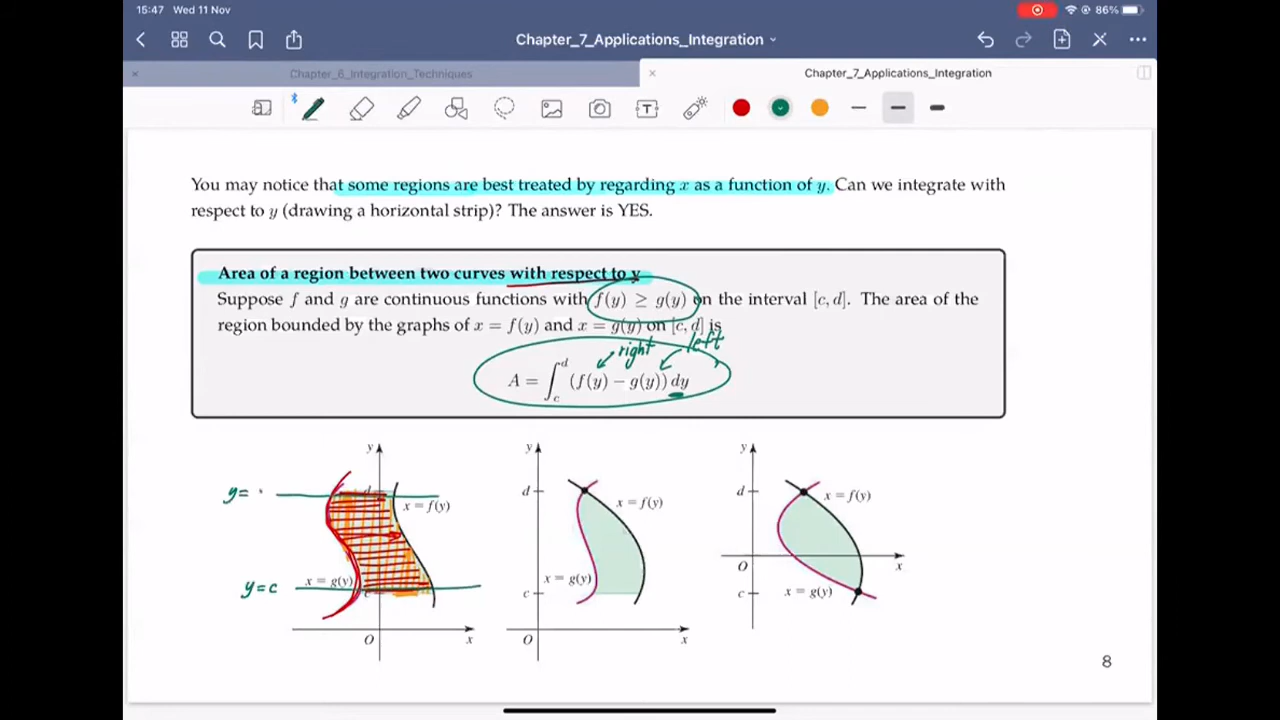 15:47 Wed 11 Nov
86%
Chapter_7_Applications_Integration
Chapter_6_Integration_Techniques
Chapter_7_Applications_Integration
You may notice that some regions are best treated by regarding x as a function of y. Can we integrate with
respect to y (drawing a horizontal strip)? The answer is YES.
Area of a region between two curves with respect to y
Suppose f and g are continuous functions with f(y) ≥ g(y) on the interval [c, d]. The area of the
region bounded by the graphs of x = f(y) and x = g(y) on [c, d] is
right left
A = ∫_c^d (f(y) − g(y)) dy
y
d
x = f(y)
y=
x = g(y)
y=c
c
O
x
y
d
x = f(y)
x = g(y)
c
O
x
y
d
x = f(y)
O
x
c
x = g(y)
8